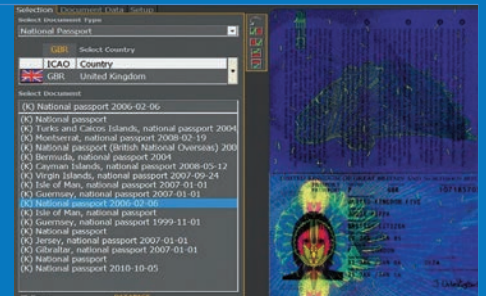 Selection Document Data Setup
Select Document Type
National Passport
GBR Select Country
ICAO Country
GBR United Kingdom
Select Document
(K) National passport 2006-02-06
(K) National passport
(K) Turks and Caicos Islands, national passport 2004
(K) Montserrat, national passport 2008-02-19
(K) National passport (British National Overseas) 200
(K) Bermuda, national passport 2004
(K) Cayman Islands, national passport 2008-05-12
(K) Virgin Islands, national passport 2007-09-24
(K) Isle of Man, national passport 2007-01-01
(K) Guernsey, national passport 2007-01-01
(K) National passport 2006-02-06
(K) Isle of Man, national passport
(K) Guernsey, national passport 1999-11-01
(K) National passport
(K) Jersey, national passport 2007-01-01
(K) Gibraltar, national passport 2007-01-01
(K) National passport
(K) National passport 2010-10-05
PASSPORT
GBR
BRITISH CITIZEN